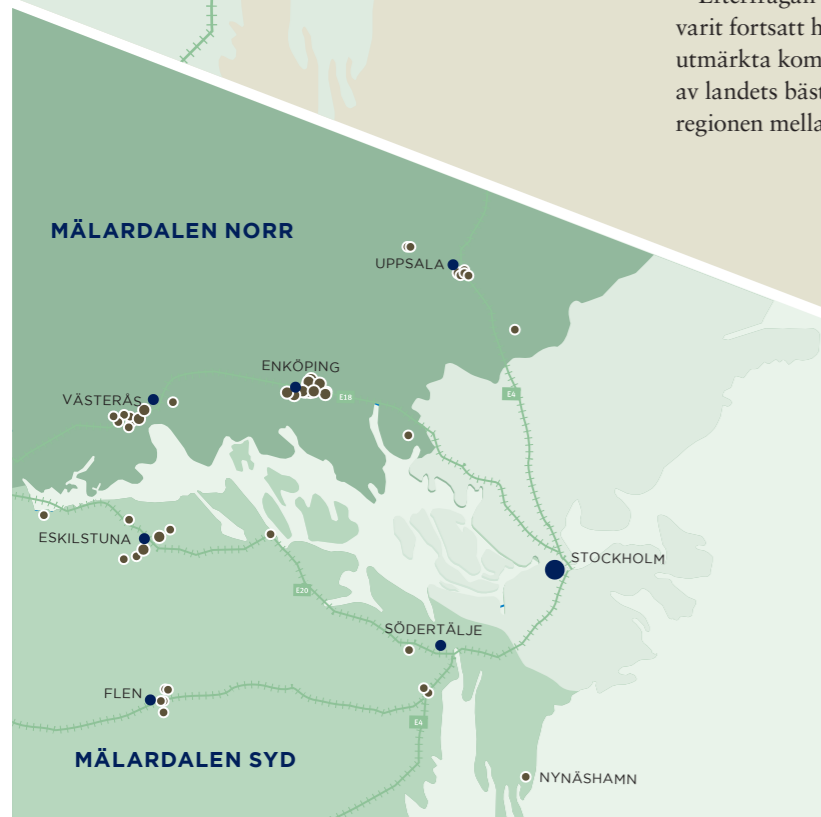 varit fortsatt h
utmärkta kom
av landets bäst
regionen mella
MÄLARDALEN NORR
UPPSALA
ENKÖPING
VÄSTERÅS
E18
E4
ESKILSTUNA
STOCKHOLM
E20
SÖDERTÄLJE
FLEN
E4
MÄLARDALEN SYD
NYNÄSHAMN